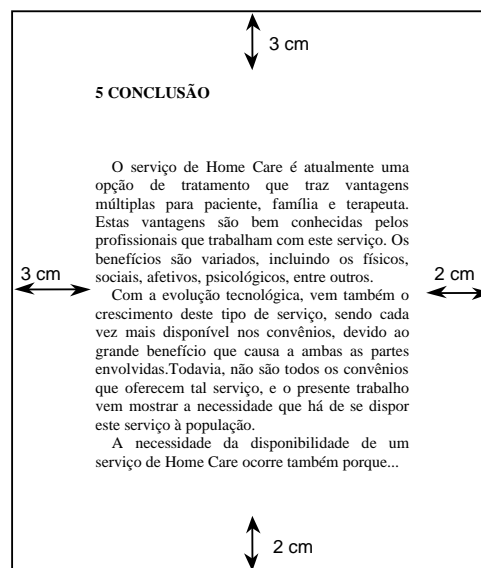 3 cm
5 CONCLUSÃO
O serviço de Home Care é atualmente uma
opção de tratamento que traz vantagens
múltiplas para paciente, família e terapeuta.
Estas vantagens são bem conhecidas pelos
profissionais que trabalham com este serviço. Os
benefícios são variados, incluindo os físicos,
sociais, afetivos, psicológicos, entre outros.
3 cm
2 cm
Com a evolução tecnológica, vem também o
crescimento deste tipo de serviço, sendo cada
vez mais disponível nos convênios, devido ao
grande benefício que causa a ambas as partes
envolvidas.Todavia, não são todos os convênios
que oferecem tal serviço, e o presente trabalho
vem mostrar a necessidade que há de se dispor
este serviço à população.
A necessidade da disponibilidade de um
serviço de Home Care ocorre também porque...
2 cm